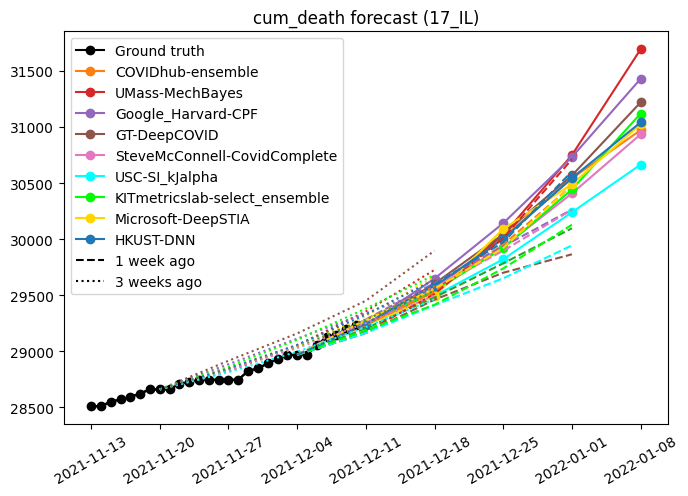 cum_death forecast (17_IL)
Ground truth
COVIDhub-ensemble
UMass-MechBayes
Google_Harvard-CPF
GT-DeepCOVID
SteveMcConnell-CovidComplete
USC-SI_kJalpha
KITmetricslab-select_ensemble
Microsoft-DeepSTIA
HKUST-DNN
1 week ago
3 weeks ago
31500
31000
30500
30000
29500
29000
28500
2021-11-13
2021-11-20
2021-11-27
2021-12-04
2021-12-11
2021-12-18
2021-12-25
2022-01-01
2022-01-08